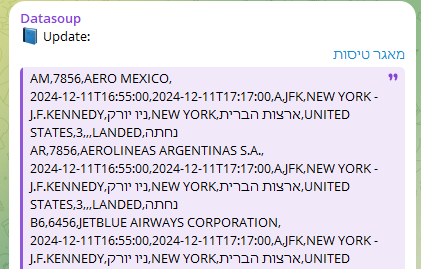 Datasoup
📘 Update:
מאגר טיסות
AM,7856,AERO MEXICO,
2024-12-11T16:55:00,2024-12-11T17:17:00,A,JFK,NEW YORK -
J.F.KENNEDY,ניו יורק,NEW YORK,ארצות הברית,UNITED
STATES,3,,,LANDED,נחתה
AR,7856,AEROLINEAS ARGENTINAS S.A.,
2024-12-11T16:55:00,2024-12-11T17:17:00,A,JFK,NEW YORK -
J.F.KENNEDY,ניו יורק,NEW YORK,ארצות הברית,UNITED
STATES,3,,,LANDED,נחתה
B6,6456,JETBLUE AIRWAYS CORPORATION,
2024-12-11T16:55:00,2024-12-11T17:17:00,A,JFK,NEW YORK -
J.F.KENNEDY,ניו יורק,NEW YORK,ארצות הברית,UNITED